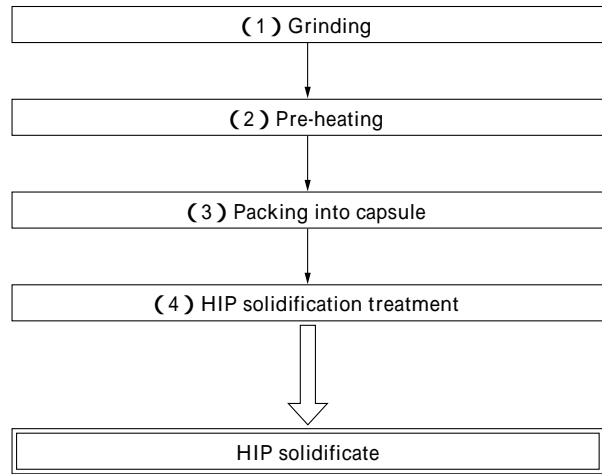 (1) Grinding
(2) Pre-heating
(3) Packing into capsule
(4) HIP solidification treatment
HIP solidificate